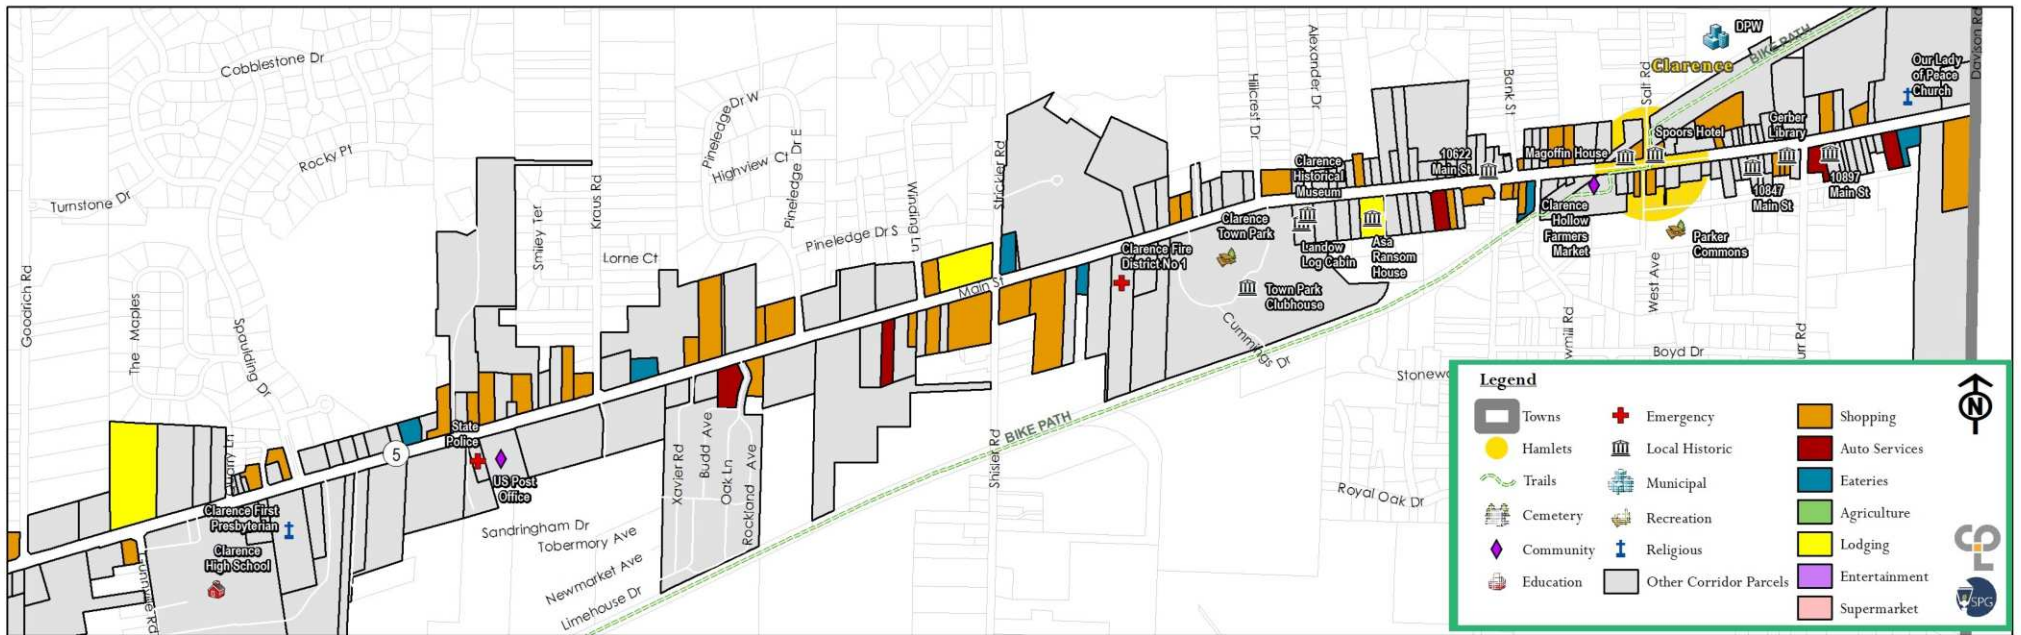 Cobblestone Dr
Rocky Pt
Turnstone Dr
Goodrich Rd
The Maples
Spaulding Dr
Smiley Ter
Kraus Rd
Lorne Ct
Pineledge Dr W
Highview Ct
Pineledge Dr E
Pineledge Dr S
Winding Ln
Strickler Rd
Main St
Hillcrest Dr
Alexander Dr
Bank St
Salt Rd
Davison Rd
DPW
Clarence
BIKE PATH
Our Lady
of Peace
Church
Spoors Hotel
Gerber
Library
Magoffin House
10622
Main St
Clarence
Historical
Museum
10847
Main St
10897
Main St
Clarence
Town Park
Clarence Fire
District No 1
Landow
Log Cabin
Asa
Ransom
House
Clarence
Hollow
Farmers
Market
Parker
Commons
Town Park
Clubhouse
Cummings Dr
West Ave
wmill Rd
urr Rd
Boyd Dr
Stonew
Royal Oak Dr
BIKE PATH
Shisler Rd
State
Police
5
US Post
Office
Clarence First
Presbyterian
Clarence
High School
Sandringham Dr
Tobermory Ave
Newmarket Ave
Limehouse Dr
Xavier Rd
Budd Ave
Oak Ln
Rockland Ave
Legend
Towns
Hamlets
Trails
Cemetery
Community
Education
Emergency
Local Historic
Municipal
Recreation
Religious
Other Corridor Parcels
Shopping
Auto Services
Eateries
Agriculture
Lodging
Entertainment
Supermarket
N
CPL
WSPG